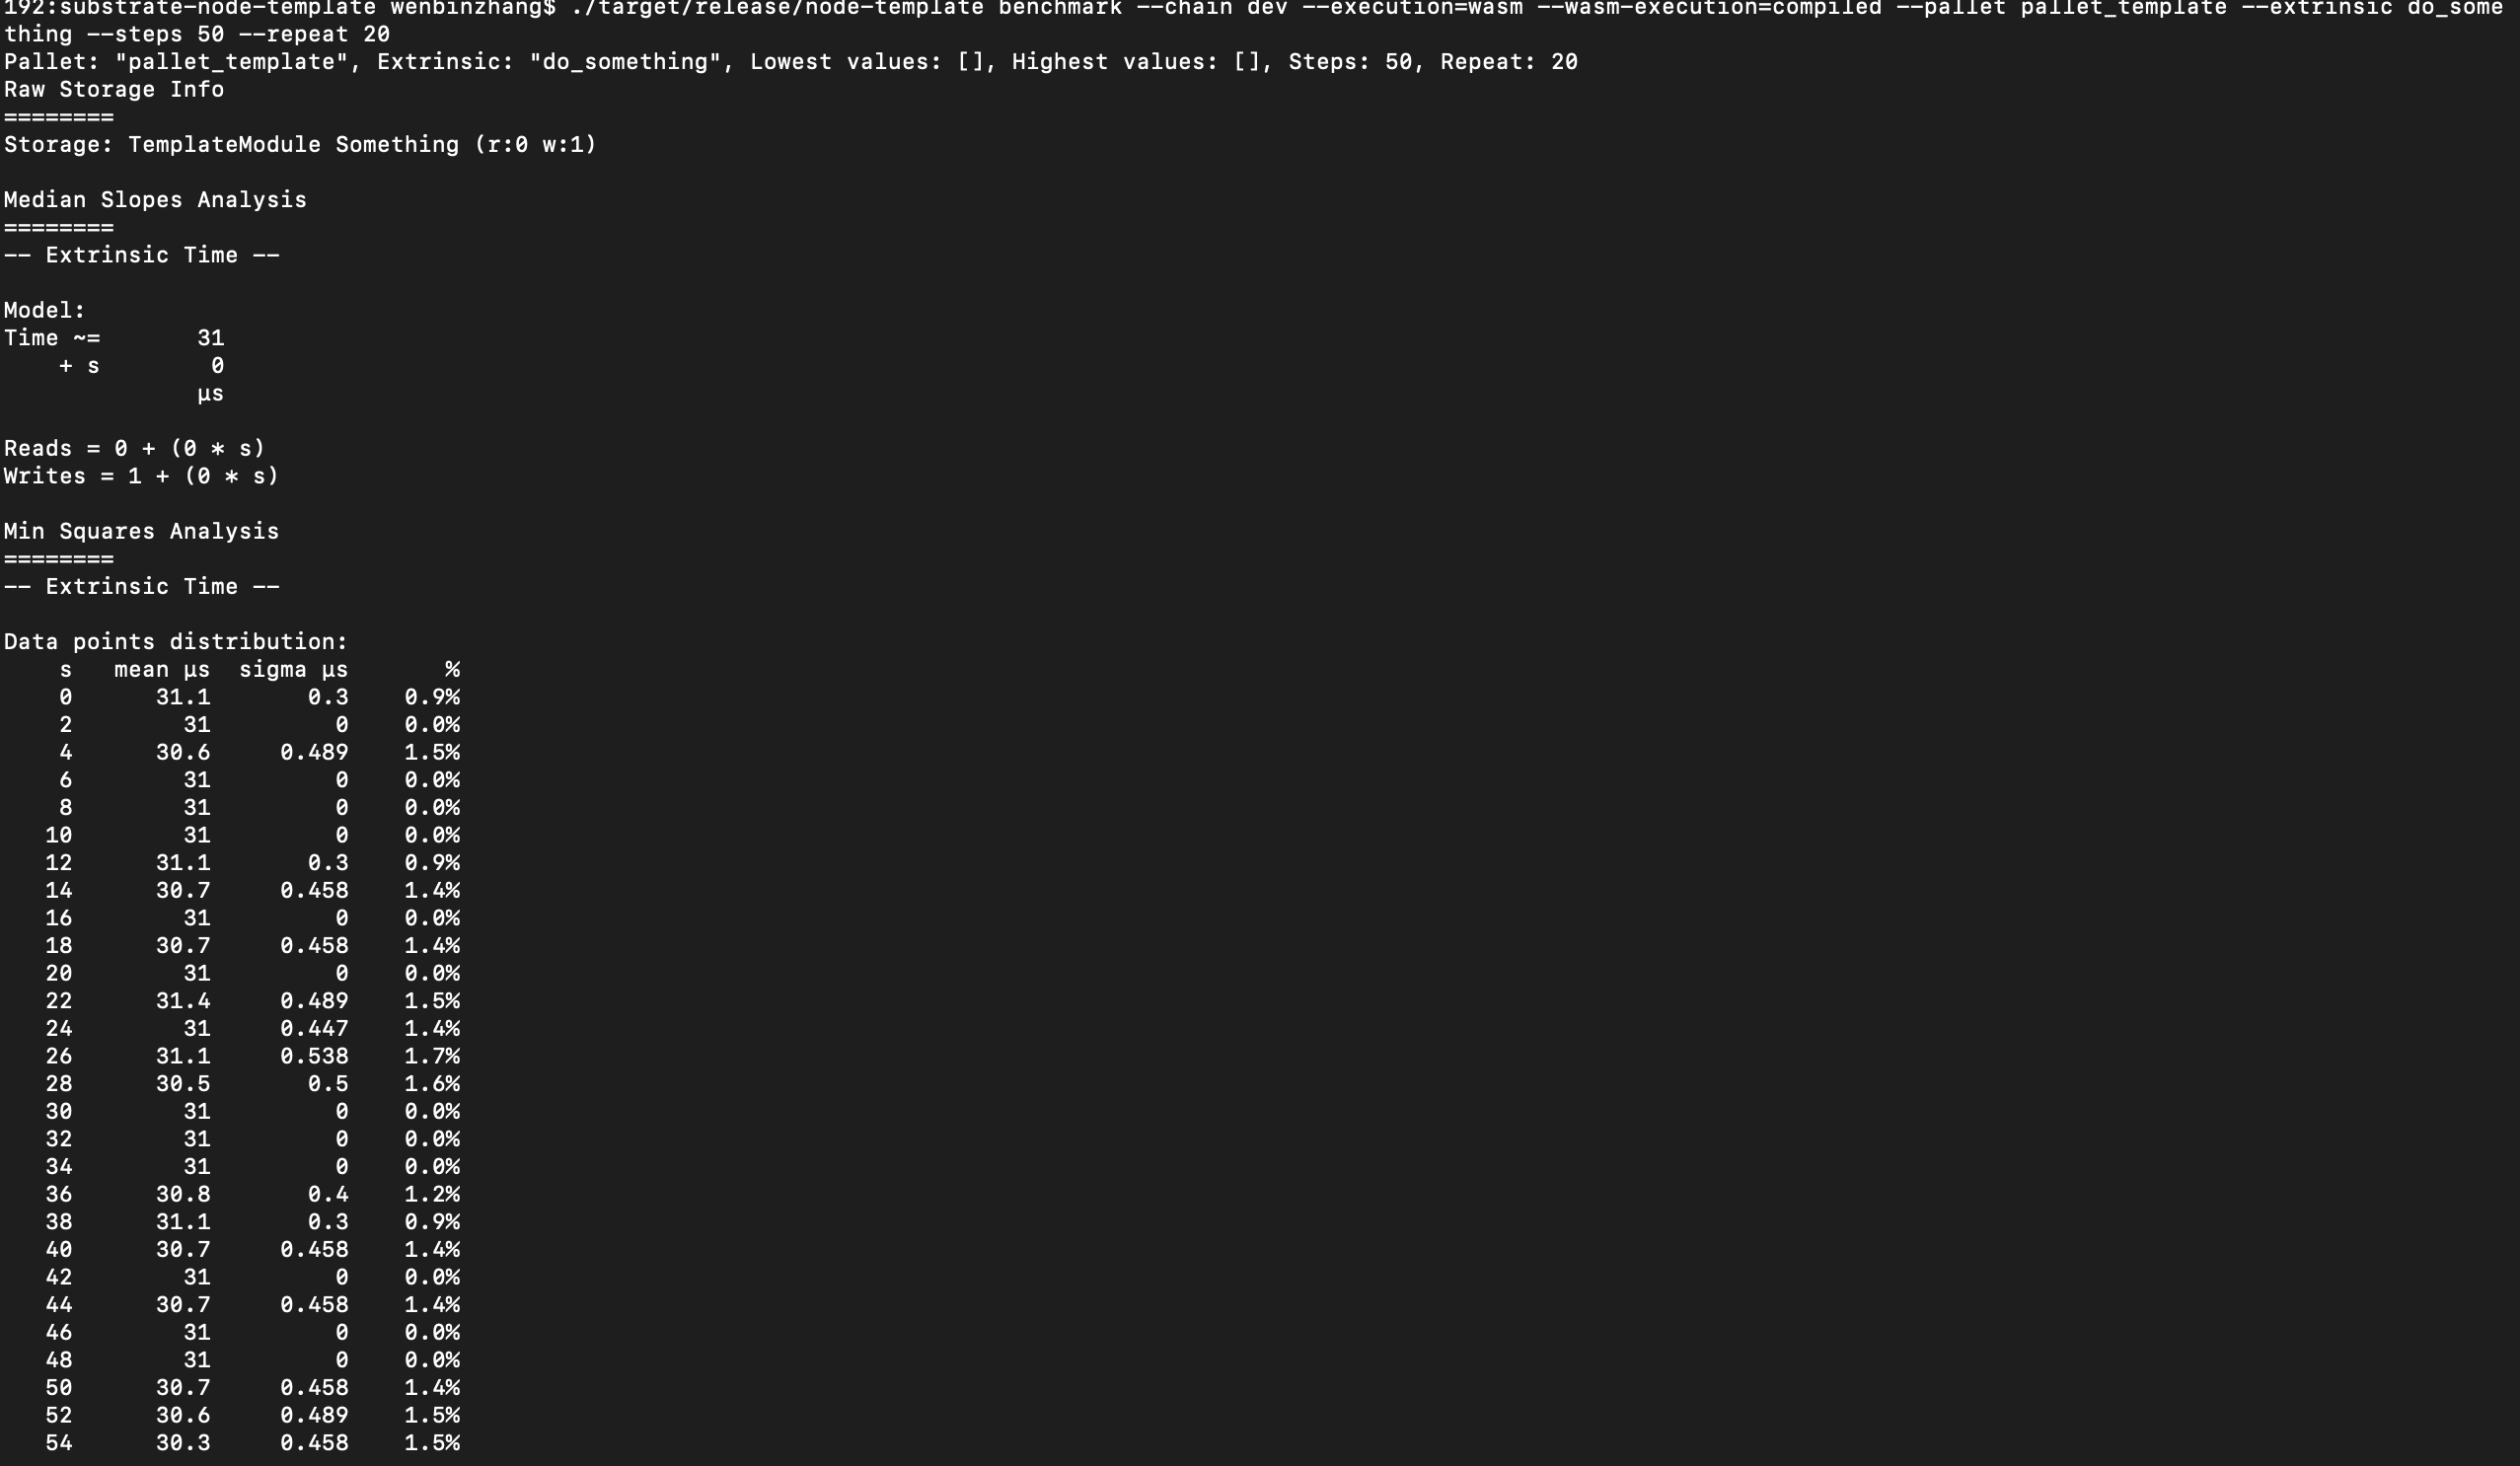 192:substrate-node-template wenbinzhang$ ./target/release/node-template benchmark --chain dev --execution=wasm --wasm-execution=compiled --pallet pallet_template --extrinsic do_some
thing --steps 50 --repeat 20
Pallet: "pallet_template", Extrinsic: "do_something", Lowest values: [], Highest values: [], Steps: 50, Repeat: 20
Raw Storage Info
========
Storage: TemplateModule Something (r:0 w:1)

Median Slopes Analysis
========
-- Extrinsic Time --

Model:
Time ~=       31
    + s        0
              µs

Reads = 0 + (0 * s)
Writes = 1 + (0 * s)

Min Squares Analysis
========
-- Extrinsic Time --

Data points distribution:
    s   mean µs  sigma µs       %
    0      31.1       0.3    0.9%
    2        31         0    0.0%
    4      30.6     0.489    1.5%
    6        31         0    0.0%
    8        31         0    0.0%
   10        31         0    0.0%
   12      31.1       0.3    0.9%
   14      30.7     0.458    1.4%
   16        31         0    0.0%
   18      30.7     0.458    1.4%
   20        31         0    0.0%
   22      31.4     0.489    1.5%
   24        31     0.447    1.4%
   26      31.1     0.538    1.7%
   28      30.5       0.5    1.6%
   30        31         0    0.0%
   32        31         0    0.0%
   34        31         0    0.0%
   36      30.8       0.4    1.2%
   38      31.1       0.3    0.9%
   40      30.7     0.458    1.4%
   42        31         0    0.0%
   44      30.7     0.458    1.4%
   46        31         0    0.0%
   48        31         0    0.0%
   50      30.7     0.458    1.4%
   52      30.6     0.489    1.5%
   54      30.3     0.458    1.5%